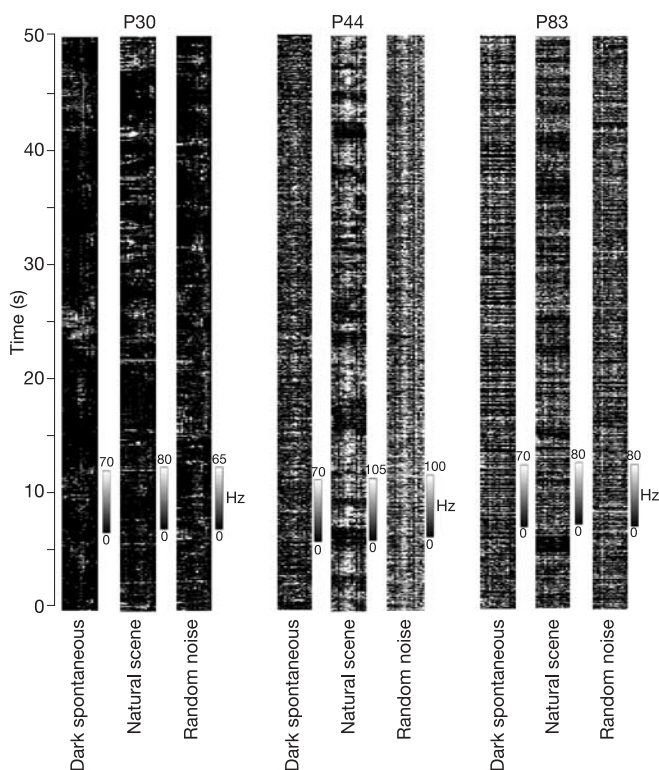 P30
P44
P83
Time (s)
50
40
30
20
10
0
70
0
80
0
65
0
Hz
70
0
105
0
100
0
Hz
70
0
80
0
80
0
Hz
Dark spontaneous
Natural scene
Random noise
Dark spontaneous
Natural scene
Random noise
Dark spontaneous
Natural scene
Random noise